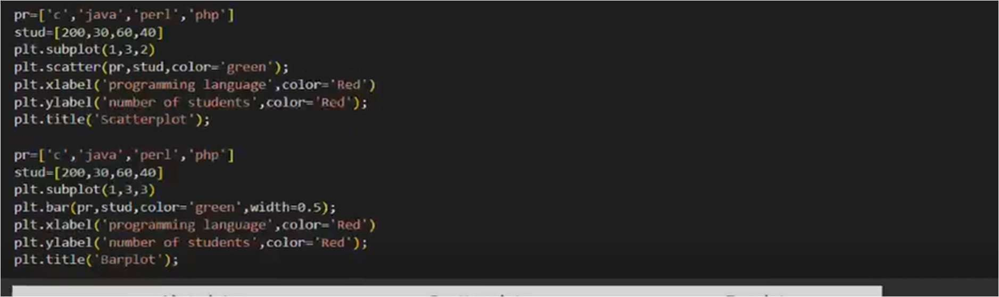 pr=['c','java','perl','php']
stud=[200,30,60,40]
plt.subplot(1,3,2)
plt.scatter(pr,stud,color='green');
plt.xlabel('programming language',color='Red')
plt.ylabel('number of students',color='Red');
plt.title('Scatterplot');
pr=['c','java','perl','php']
stud=[200,30,60,40]
plt.subplot(1,3,3)
plt.bar(pr,stud,color='green',width=0.5);
plt.xlabel('programming language',color='Red')
plt.ylabel('number of students',color='Red');
plt.title('Barplot');